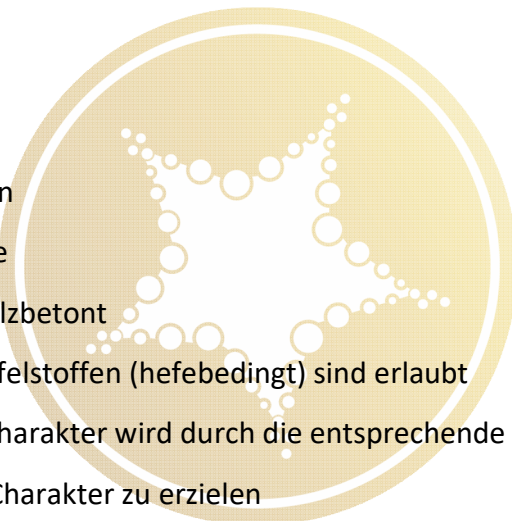 n
e
lzbetont
felstoffen (hefebedingt) sind erlaubt
harakter wird durch die entsprechende
Charakter zu erzielen